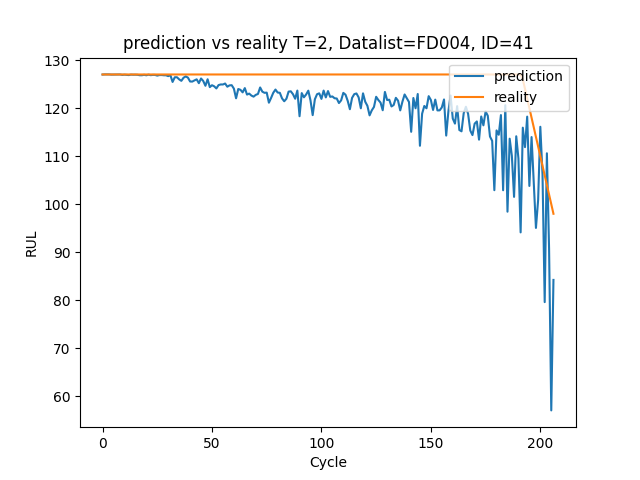 prediction vs reality T=2, Datalist=FD004, ID=41
prediction
reality
RUL
130
120
110
100
90
80
70
60
0 50 100 150 200
Cycle